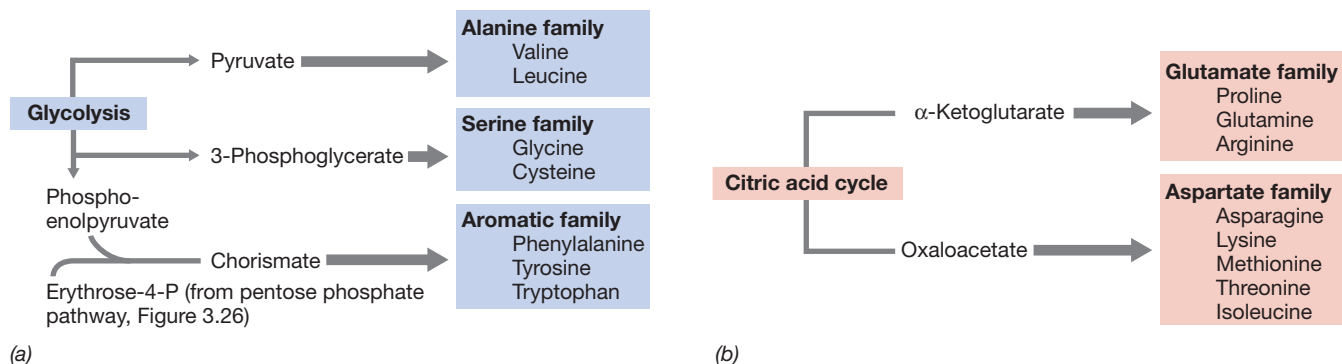 Glycolysis
Pyruvate
Alanine family
Valine
Leucine
3-Phosphoglycerate
Serine family
Glycine
Cysteine
Phospho-
enolpyruvate
Chorismate
Aromatic family
Phenylalanine
Tyrosine
Tryptophan
Erythrose-4-P (from pentose phosphate
pathway, Figure 3.26)
(a)
Citric acid cycle
α-Ketoglutarate
Glutamate family
Proline
Glutamine
Arginine
Oxaloacetate
Aspartate family
Asparagine
Lysine
Methionine
Threonine
Isoleucine
(b)